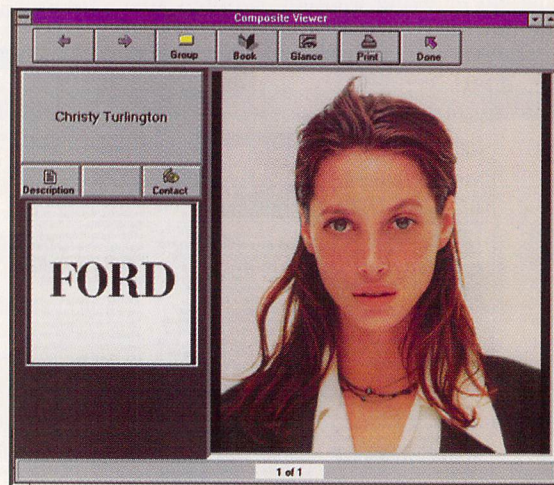 Composite Viewer
Group Book Glance Print Done
Christy Turlington
Description Contact
FORD
1 of 1